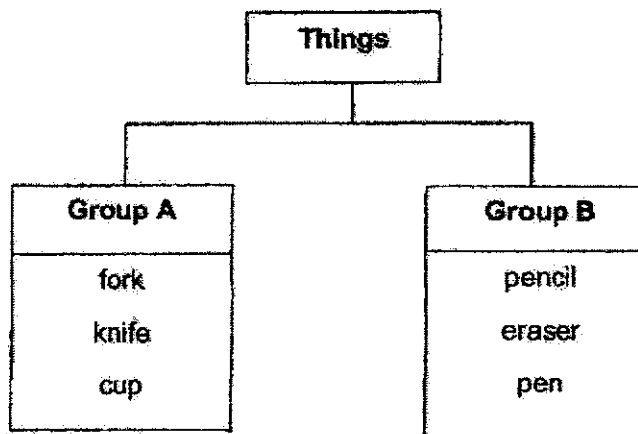 Things
Group A
fork
knife
cup
Group B
pencil
eraser
pen